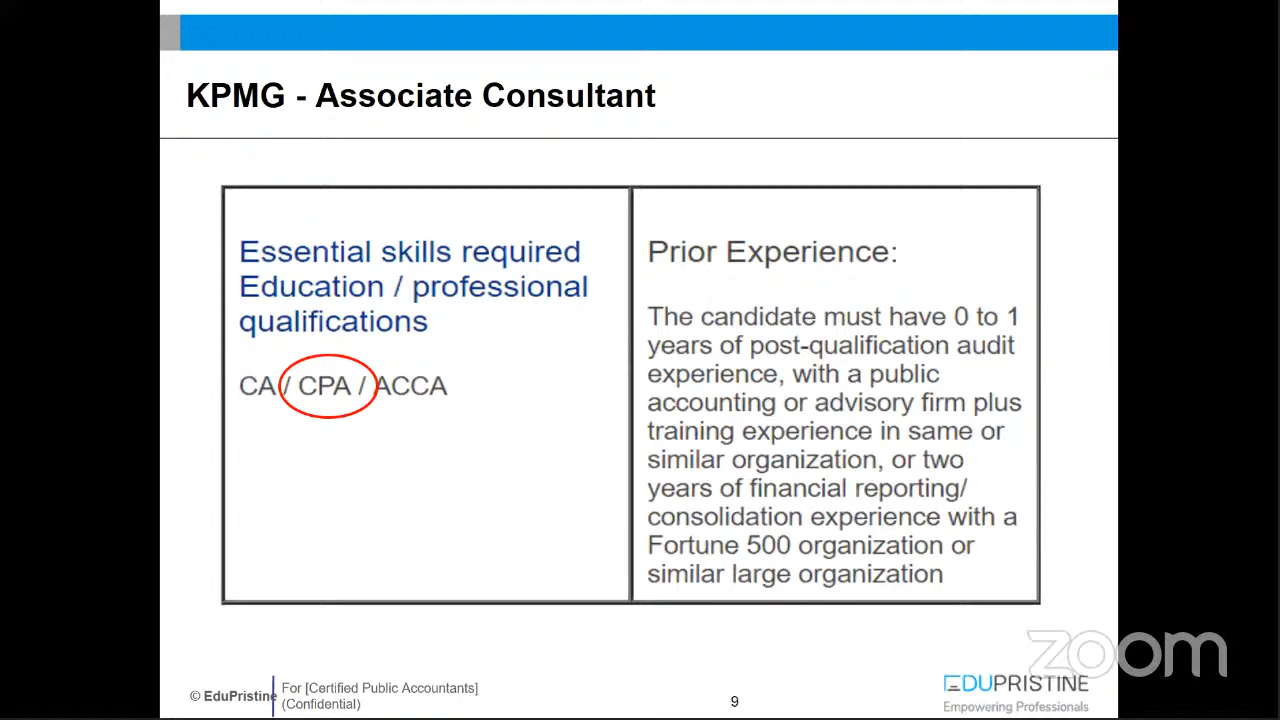 KPMG - Associate Consultant
Essential skills required
Education / professional
qualifications
CA / CPA / ACCA
Prior Experience:
The candidate must have 0 to 1
years of post-qualification audit
experience, with a public
accounting or advisory firm plus
training experience in same or
similar organization, or two
years of financial reporting/
consolidation experience with a
Fortune 500 organization or
similar large organization
zoom
© EduPristine
For [Certified Public Accountants]
(Confidential)
9
EDUPRISTINE
Empowering Professionals